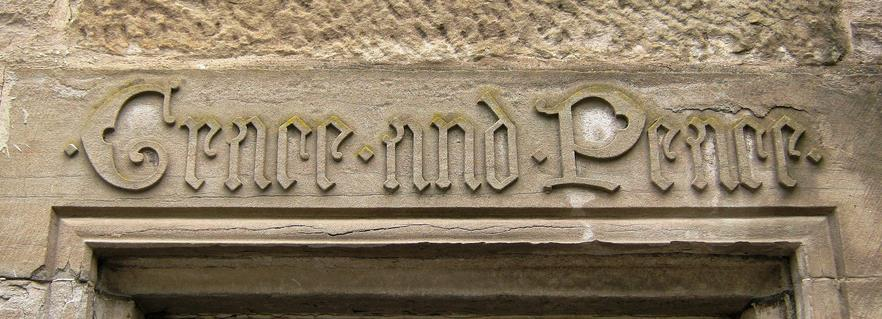 · Grace · and · Peace ·